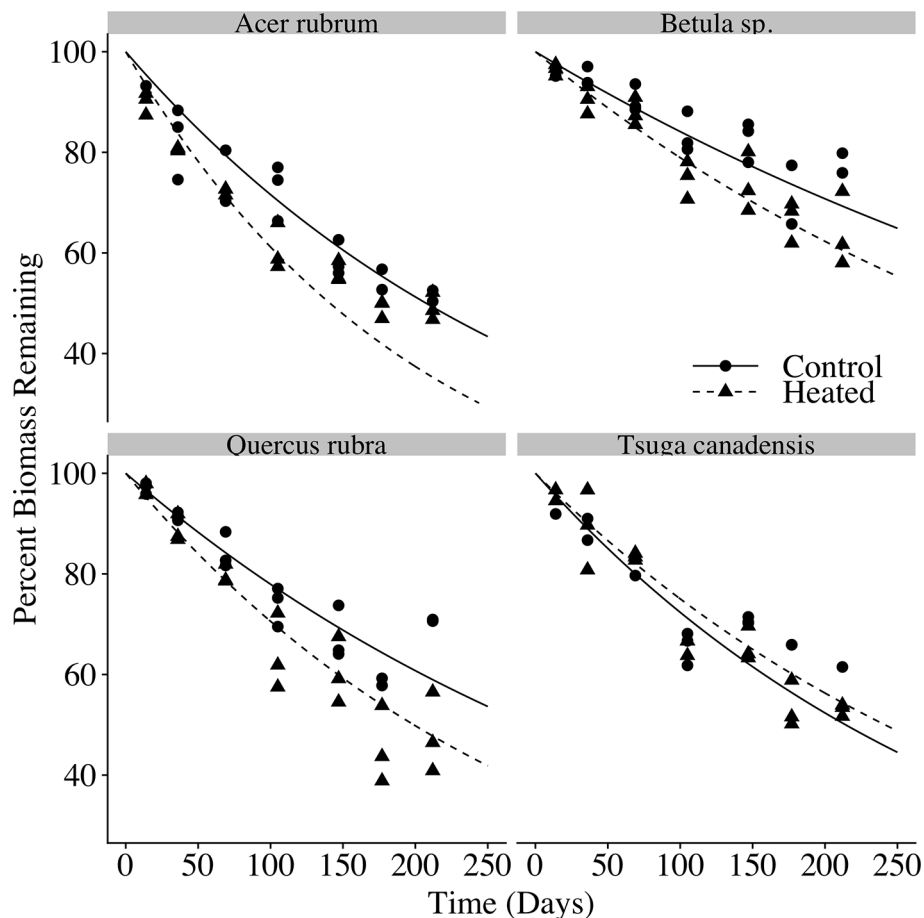 Acer rubrum
Betula sp.
100
80
60
40
Control
Heated
Quercus rubra
Tsuga canadensis
100
80
60
40
0 50 100 150 200 250
0 50 100 150 200 250
Percent Biomass Remaining
Time (Days)